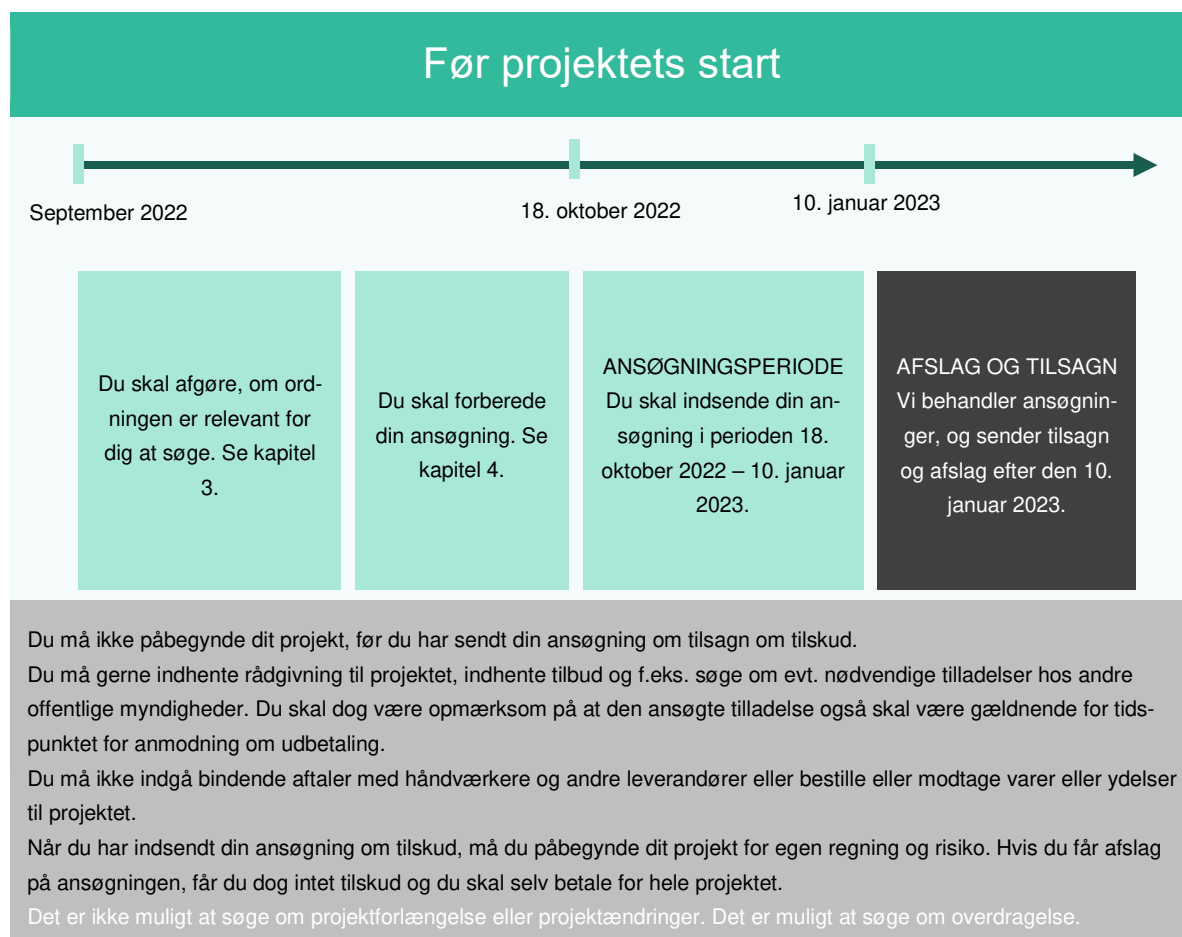 Før projektets start
September 2022
18. oktober 2022
10. januar 2023
Du skal afgøre, om ord-
ningen er relevant for
dig at søge. Se kapitel
3.
Du skal forberede
din ansøgning. Se
kapitel 4.
ANSØGNINGSPERIODE
Du skal indsende din an-
søgning i perioden 18.
oktober 2022 – 10. januar
2023.
AFSLAG OG TILSAGN
Vi behandler ansøgnin-
ger, og sender tilsagn
og afslag efter den 10.
januar 2023.
Du må ikke påbegynde dit projekt, før du har sendt din ansøgning om tilsagn om tilskud.
Du må gerne indhente rådgivning til projektet, indhente tilbud og f.eks. søge om evt. nødvendige tilladelser hos andre
offentlige myndigheder. Du skal dog være opmærksom på at den ansøgte tilladelse også skal være gældnende for tids-
punktet for anmodning om udbetaling.
Du må ikke indgå bindende aftaler med håndværkere og andre leverandører eller bestille eller modtage varer eller ydelser
til projektet.
Når du har indsendt din ansøgning om tilskud, må du påbegynde dit projekt for egen regning og risiko. Hvis du får afslag
på ansøgningen, får du dog intet tilskud og du skal selv betale for hele projektet.
Det er ikke muligt at søge om projektforlængelse eller projektændringer. Det er muligt at søge om overdragelse.